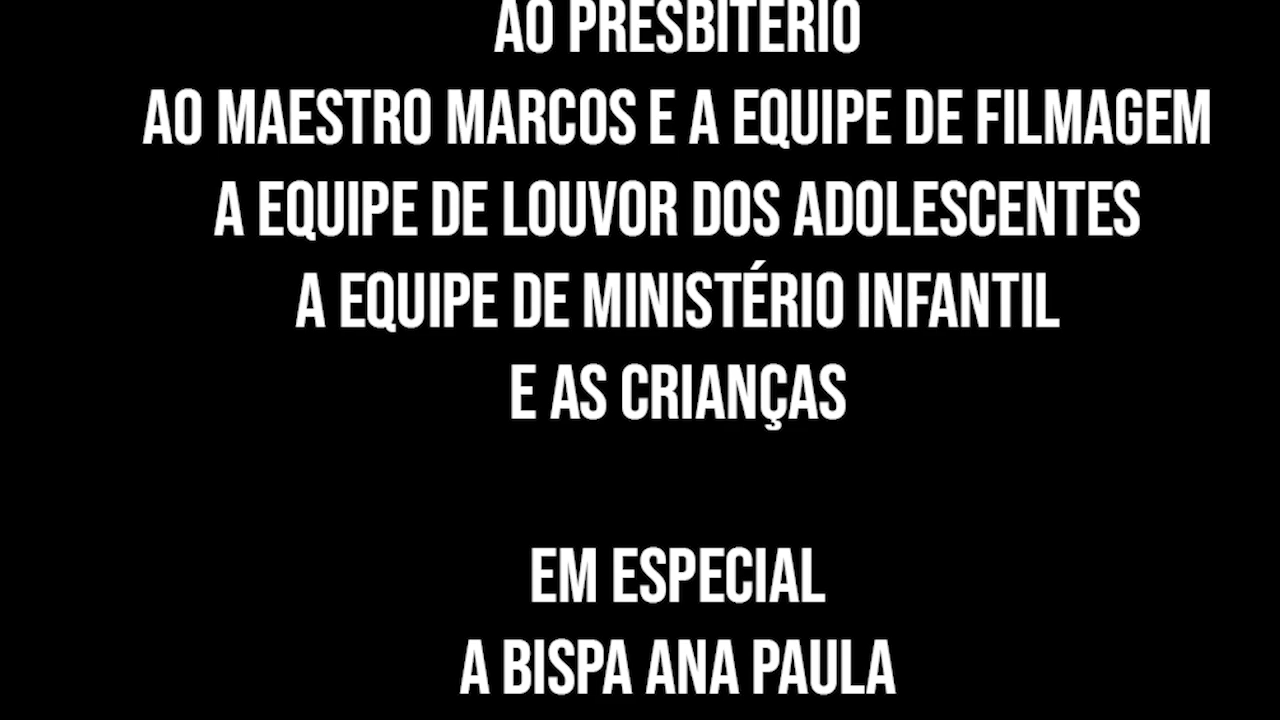 AO PRESBITÉRIO
AO MAESTRO MARCOS E A EQUIPE DE FILMAGEM
A EQUIPE DE LOUVOR DOS ADOLESCENTES
A EQUIPE DE MINISTÉRIO INFANTIL
E AS CRIANÇAS
EM ESPECIAL
A BISPA ANA PAULA